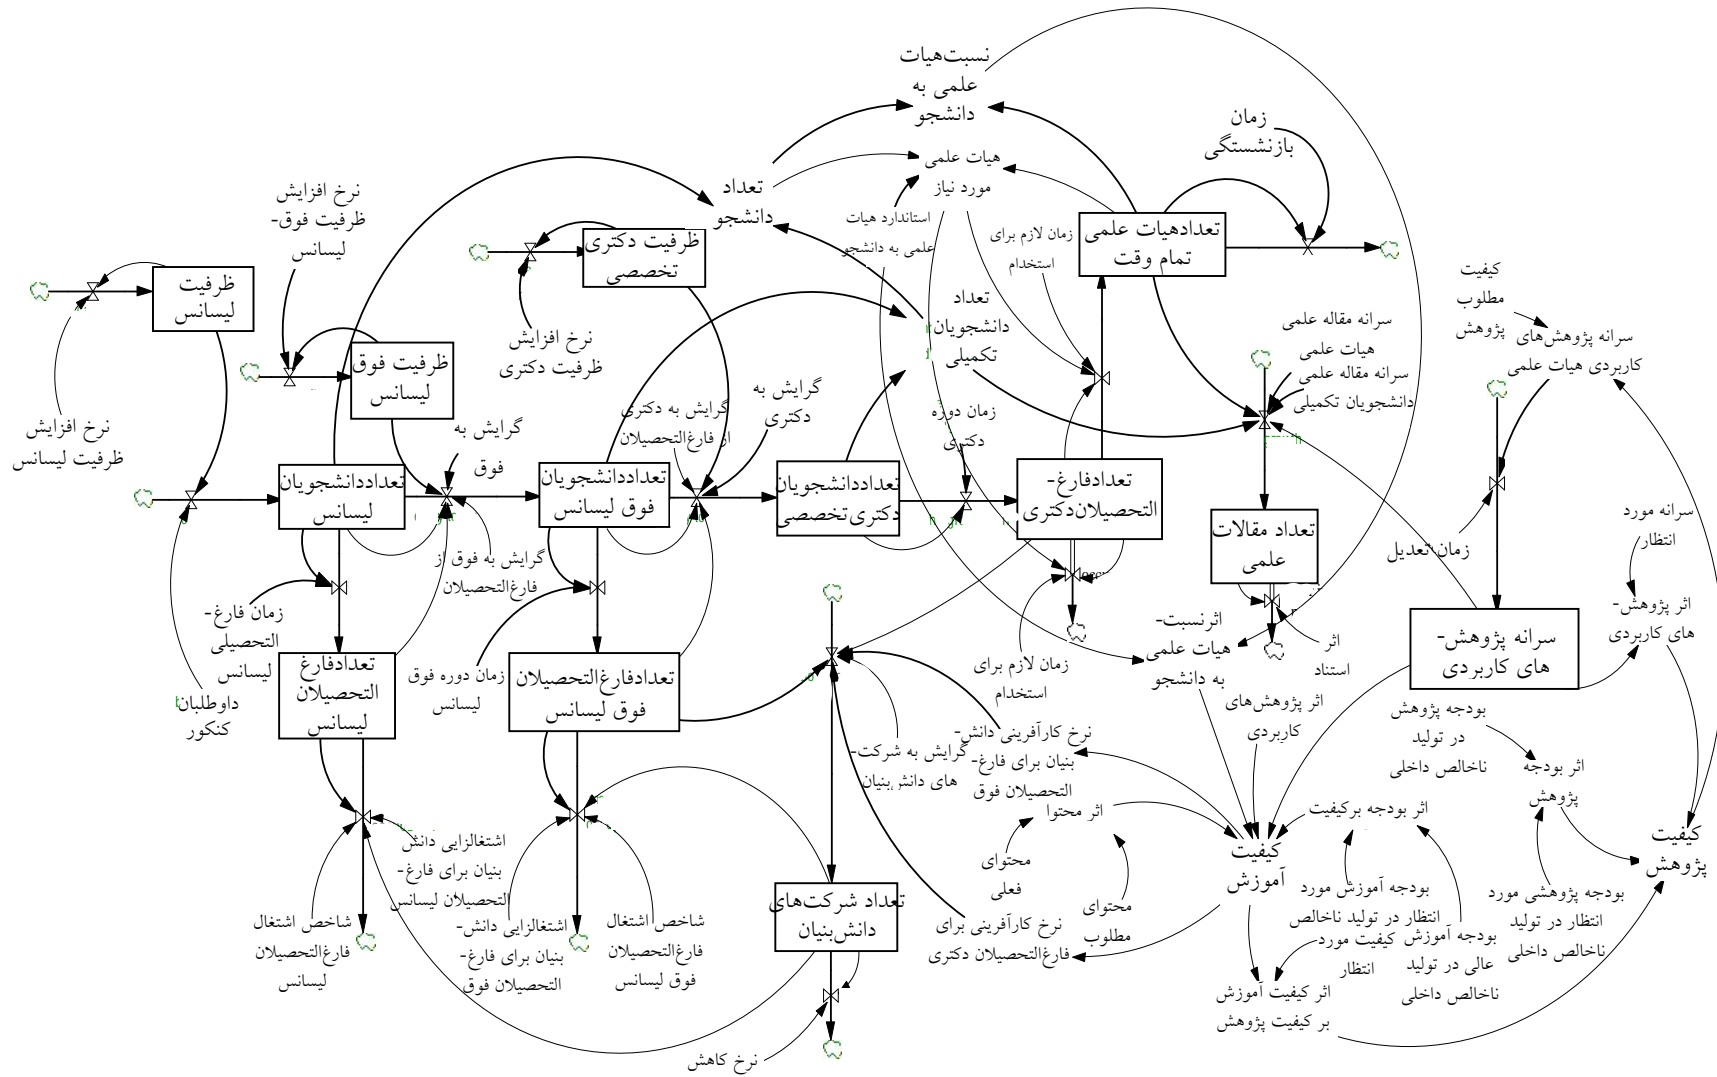 نسبت‌هیات
علمی به
دانشجو
زمان
بازنشستگی
هیات علمی
مورد نیاز
تعداد
دانشجو
نرخ افزایش
ظرفیت فوق-
لیسانس
استاندارد هیات
علمی به دانشجو
زمان لازم برای
استخدام
تعدادهیات علمی
تمام وقت
ظرفیت دکتری
تخصصی
ظرفیت
لیسانس
کیفیت
مطلوب
پژوهش
تعداد
دانشجویان
تکمیلی
سرانه مقاله علمی
هیات علمی
سرانه مقاله علمی
دانشجویان تکمیلی
سرانه پژوهش‌های
کاربردی هیات علمی
نرخ افزایش
ظرفیت دکتری
ظرفیت فوق
لیسانس
گرایش به
دکتری
گرایش به دکتری
از فارغ‌التحصیلان
زمان دوره
دکتری
نرخ افزایش
ظرفیت لیسانس
گرایش به
فوق
تعداددانشجویان
لیسانس
تعداددانشجویان
فوق لیسانس
تعداددانشجویان
دکتری‌تخصصی
تعدادفارغ-
التحصیلان‌دکتری
تعداد مقالات
علمی
سرانه مورد
انتظار
زمان تعدیل
گرایش به فوق از
فارغ‌التحصیلان
زمان فارغ-
التحصیلی
لیسانس
اثرنسبت-
هیات علمی
به دانشجو
اثر
استناد
سرانه پژوهش-
های کاربردی
اثر پژوهش-
های کاربردی
تعدادفارغ
التحصیلان
لیسانس
تعدادفارغ‌التحصیلان
فوق لیسانس
زمان دوره فوق
لیسانس
زمان لازم برای
استخدام
داوطلبان
کنکور
اثر پژوهش‌های
کاربردی
بودجه پژوهش
در تولید
ناخالص داخلی
نرخ کارآفرینی دانش-
بنیان برای فارغ-
التحصیلان فوق
گرایش به شرکت-
های دانش‌بنیان
اثر بودجه
پژوهش
اثر محتوا
اثر بودجه برکیفیت
کیفیت
آموزش
کیفیت
پژوهش
اشتغالزایی دانش
بنیان برای فارغ-
التحصیلان لیسانس
محتوای
فعلی
محتوای
مطلوب
بودجه آموزش مورد
انتظار در تولید ناخالص
بودجه پژوهشی مورد
انتظار در تولید
ناخالص داخلی
شاخص اشتغال
فارغ‌التحصیلان
لیسانس
اشتغالزایی دانش-
بنیان برای فارغ-
التحصیلان فوق
شاخص اشتغال
فارغ‌التحصیلان
فوق لیسانس
تعداد شرکت‌های
دانش‌بنیان
نرخ کارآفرینی برای
فارغ‌التحصیلان دکتری
کیفیت مورد
انتظار
بودجه آموزش
عالی در تولید
ناخالص داخلی
اثر کیفیت آموزش
بر کیفیت پژوهش
نرخ کاهش